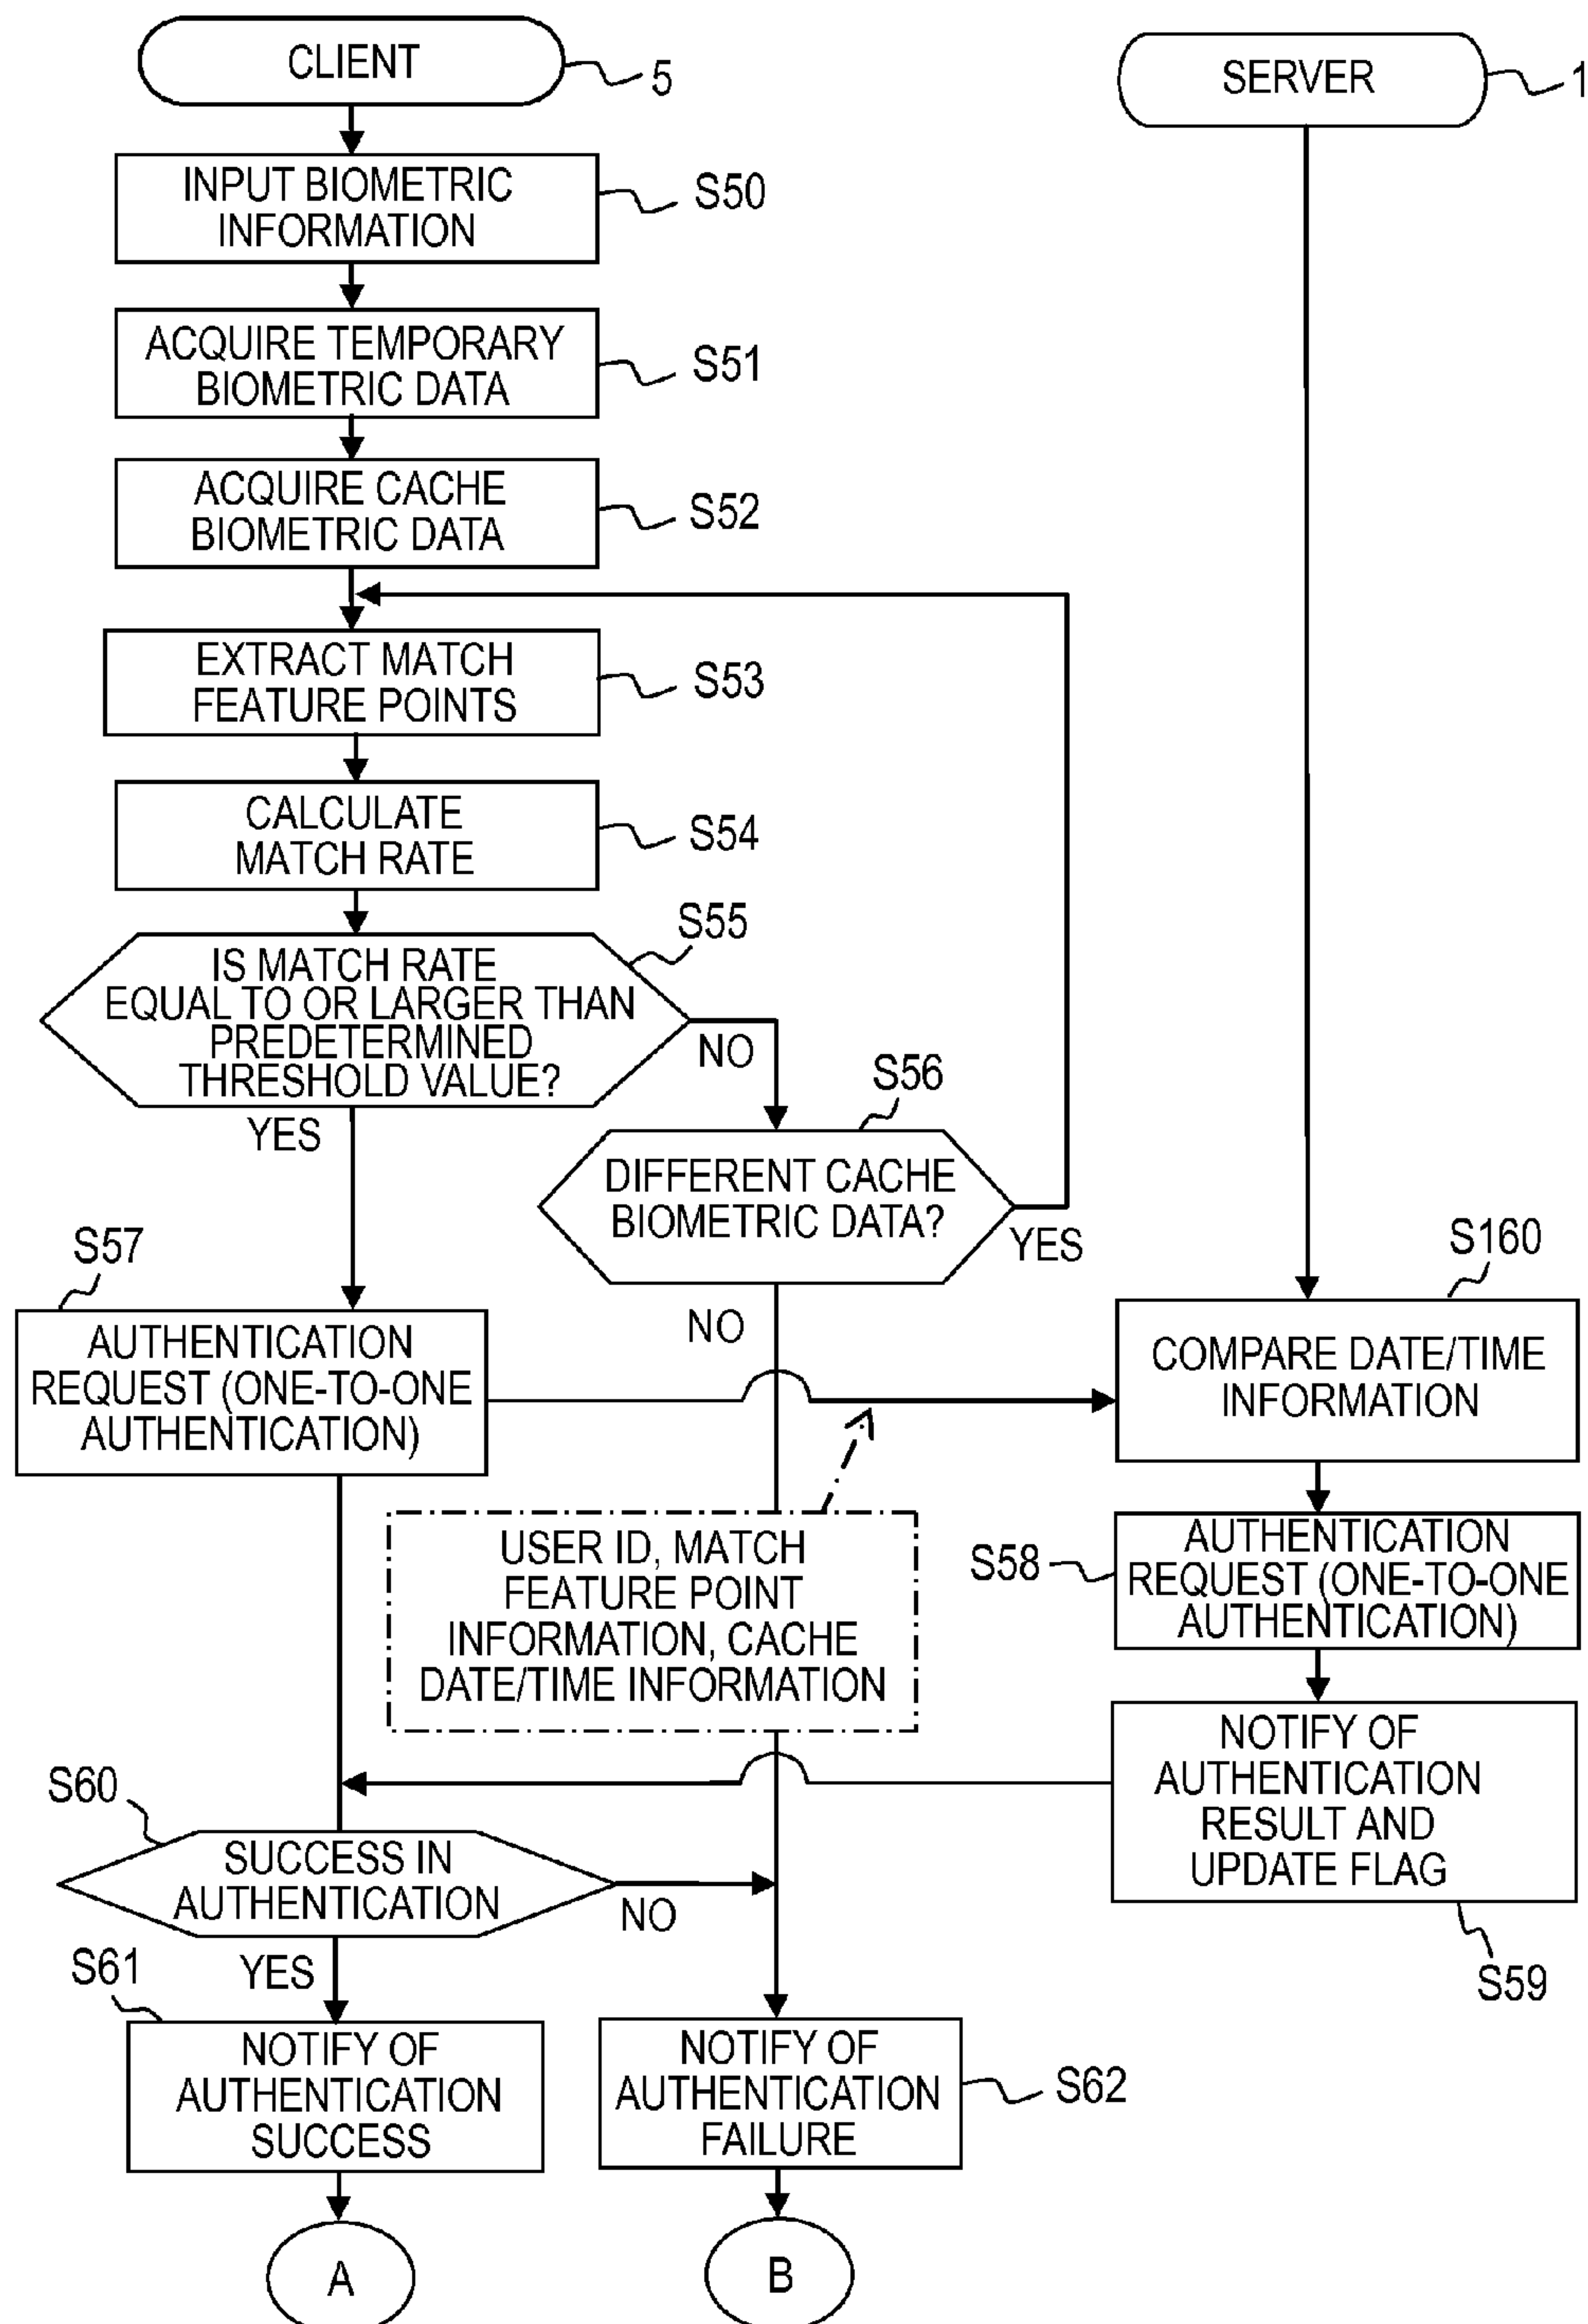 CLIENT
5
SERVER
1
INPUT BIOMETRIC
INFORMATION
S50
ACQUIRE TEMPORARY
BIOMETRIC DATA
S51
ACQUIRE CACHE
BIOMETRIC DATA
S52
EXTRACT MATCH
FEATURE POINTS
S53
CALCULATE
MATCH RATE
S54
S55
IS MATCH RATE
EQUAL TO OR LARGER THAN
PREDETERMINED
THRESHOLD VALUE?
NO
YES
S56
DIFFERENT CACHE
BIOMETRIC DATA?
YES
NO
S57
AUTHENTICATION
REQUEST (ONE-TO-ONE
AUTHENTICATION)
S160
COMPARE DATE/TIME
INFORMATION
USER ID, MATCH
FEATURE POINT
INFORMATION, CACHE
DATE/TIME INFORMATION
S58
AUTHENTICATION
REQUEST (ONE-TO-ONE
AUTHENTICATION)
NOTIFY OF
AUTHENTICATION
RESULT AND
UPDATE FLAG
S59
S60
SUCCESS IN
AUTHENTICATION
NO
YES
S61
NOTIFY OF
AUTHENTICATION
SUCCESS
NOTIFY OF
AUTHENTICATION
FAILURE
S62
A
B